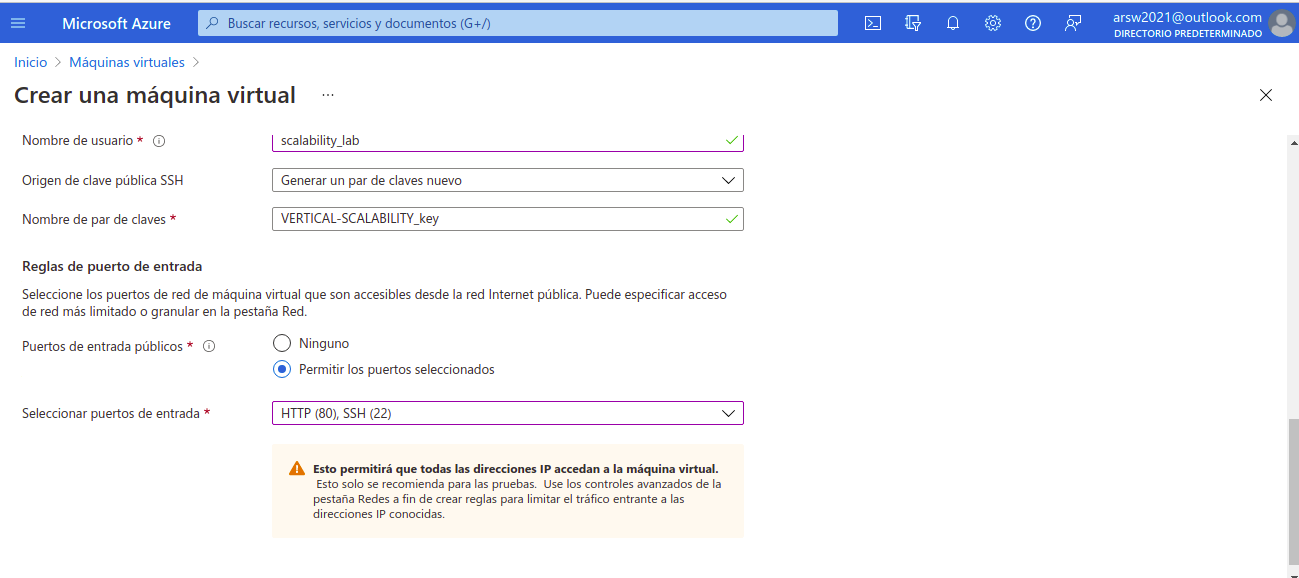 Microsoft Azure
Buscar recursos, servicios y documentos (G+/)
arsw2021@outlook.com
DIRECTORIO PREDETERMINADO
Inicio > Máquinas virtuales >
Crear una máquina virtual ...
Nombre de usuario * scalability_lab
Origen de clave pública SSH Generar un par de claves nuevo
Nombre de par de claves * VERTICAL-SCALABILITY_key
Reglas de puerto de entrada
Seleccione los puertos de red de máquina virtual que son accesibles desde la red Internet pública. Puede especificar acceso
de red más limitado o granular en la pestaña Red.
Puertos de entrada públicos * Ninguno
Permitir los puertos seleccionados
Seleccionar puertos de entrada * HTTP (80), SSH (22)
Esto permitirá que todas las direcciones IP accedan a la máquina virtual.
Esto solo se recomienda para las pruebas. Use los controles avanzados de la
pestaña Redes a fin de crear reglas para limitar el tráfico entrante a las
direcciones IP conocidas.